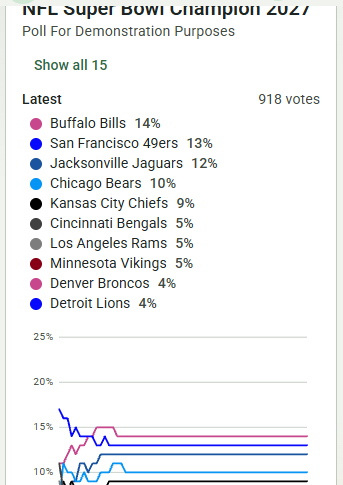 NFL Super Bowl Champion 2027
Poll For Demonstration Purposes
Show all 15
Latest 918 votes
Buffalo Bills 14%
San Francisco 49ers 13%
Jacksonville Jaguars 12%
Chicago Bears 10%
Kansas City Chiefs 9%
Cincinnati Bengals 5%
Los Angeles Rams 5%
Minnesota Vikings 5%
Denver Broncos 4%
Detroit Lions 4%
25%
20%
15%
10%